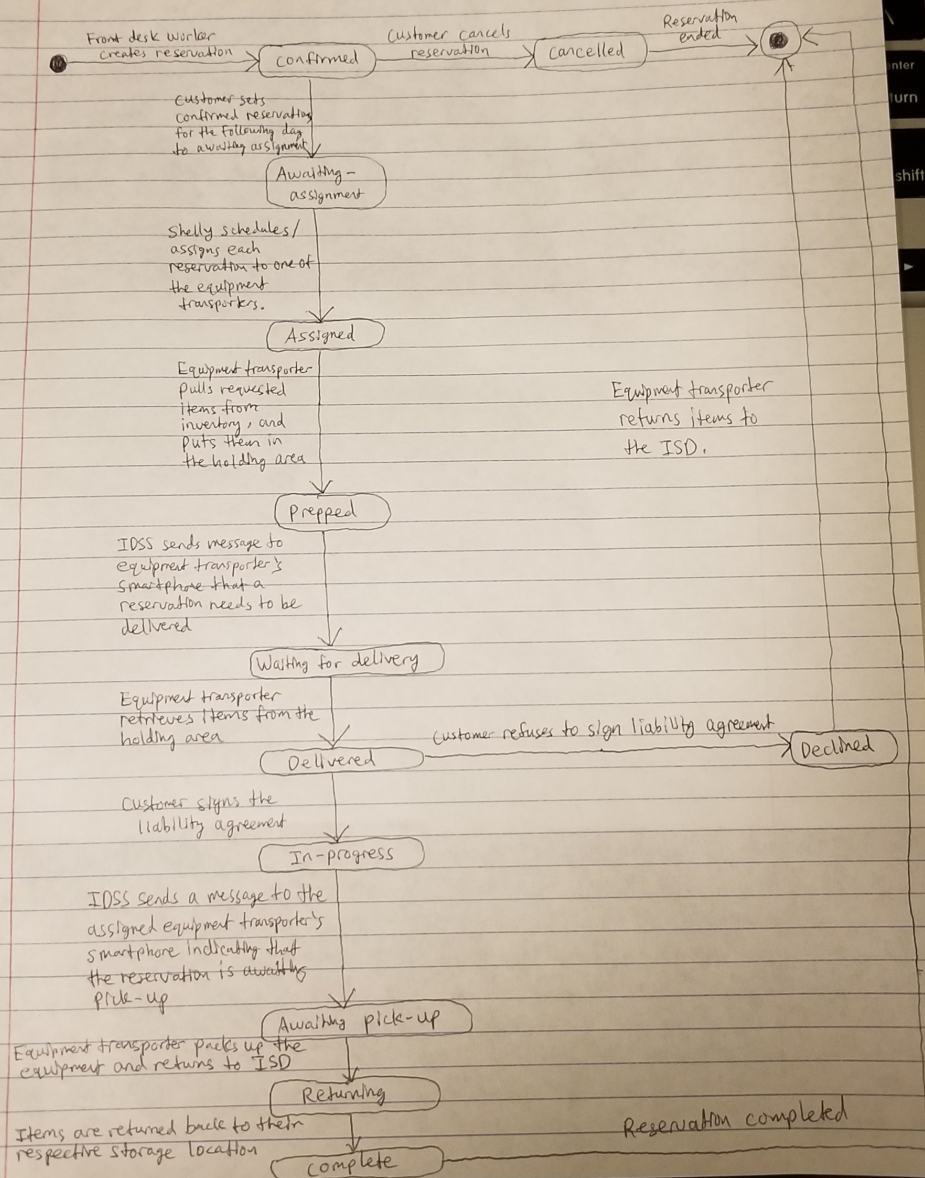 Front desk worker
creates reservation
Customer cancels
reservation
Reservation
ended
Confirmed
Cancelled
Customer sets
confirmed reservation
for the following day
to awaiting assignment
Awaiting-
assignment
Shelly schedules/
assigns each
reservation to one of
the equipment
transporters.
Assigned
Equipment transporter
pulls requested
items from
inventory, and
puts them in
the holding area
Equipment transporter
returns items to
the ISD.
Prepped
IDSS sends message to
equipment transporter's
smartphone that a
reservation needs to be
delivered
Waiting for delivery
Equipment transporter
retrieves items from the
holding area
Customer refuses to sign liability agreement
Delivered
Declined
Customer signs the
liability agreement
In-progress
IDSS sends a message to the
assigned equipment transporter's
smartphone indicating that
the reservation is awaiting
pick-up
Awaiting pick-up
Equipment transporter packs up the
equipment and returns to ISD
Returning
Items are returned back to their
respective storage location
Reservation completed
Complete
nter
urn
shift